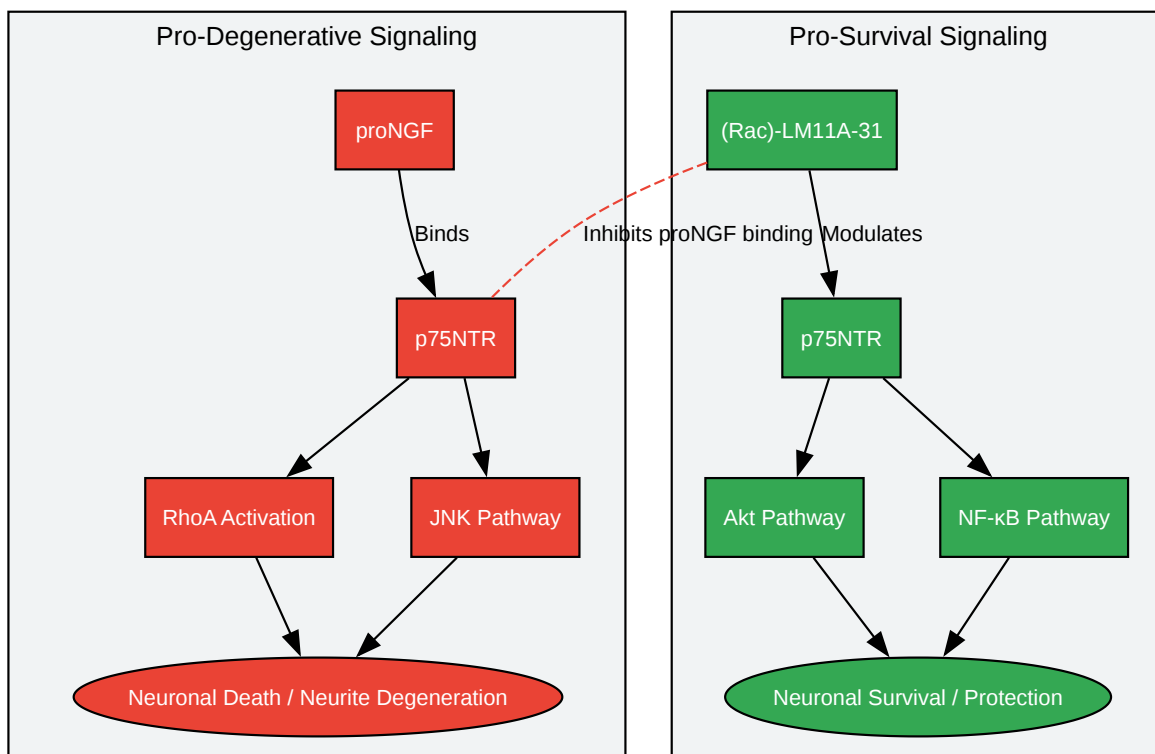 Pro-Degenerative Signaling
Pro-Survival Signaling
proNGF
(Rac)-LM11A-31
Binds
Inhibits proNGF binding
Modulates
p75NTR
p75NTR
RhoA Activation
JNK Pathway
Akt Pathway
NF-κB Pathway
Neuronal Death / Neurite Degeneration
Neuronal Survival / Protection